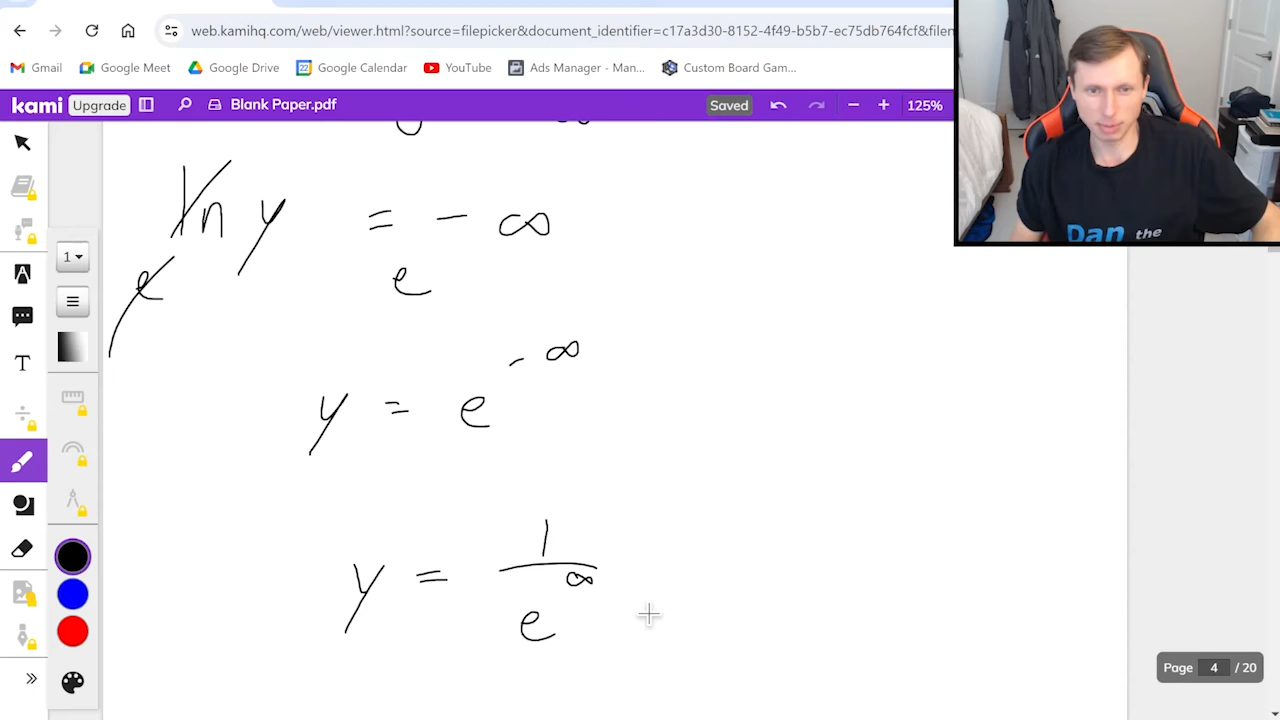 web.kamihq.com/web/viewer.html?source=filepicker&document_identifier=c17a3d30-8152-4f49-b5b7-ec75db764fcf&filen
Gmail Google Meet Google Drive 22 Google Calendar YouTube Ads Manager - Man... Custom Board Gam...
kami Upgrade Blank Paper.pdf Saved 125%
ln y = - ∞
e e
y = e^{- ∞}
y = 1 / e^∞
1
T
Dan the
Page 4 / 20